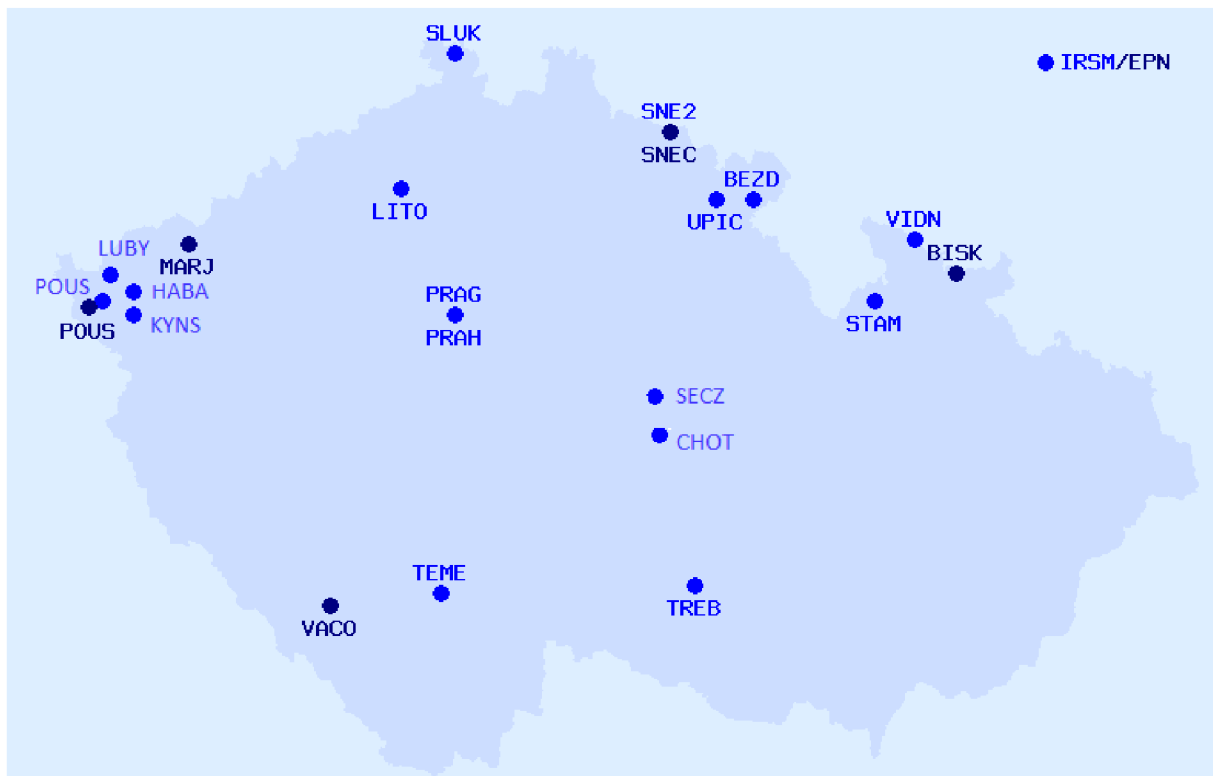 SLUK
IRSM/EPN
SNE2
SNEC
BEZD
UPIC
LITO
VIDN
BISK
LUBY
MARJ
POUS
HABA
POUS
KYNS
PRAG
PRAH
STAM
SECZ
CHOT
TEME
TREB
VACO